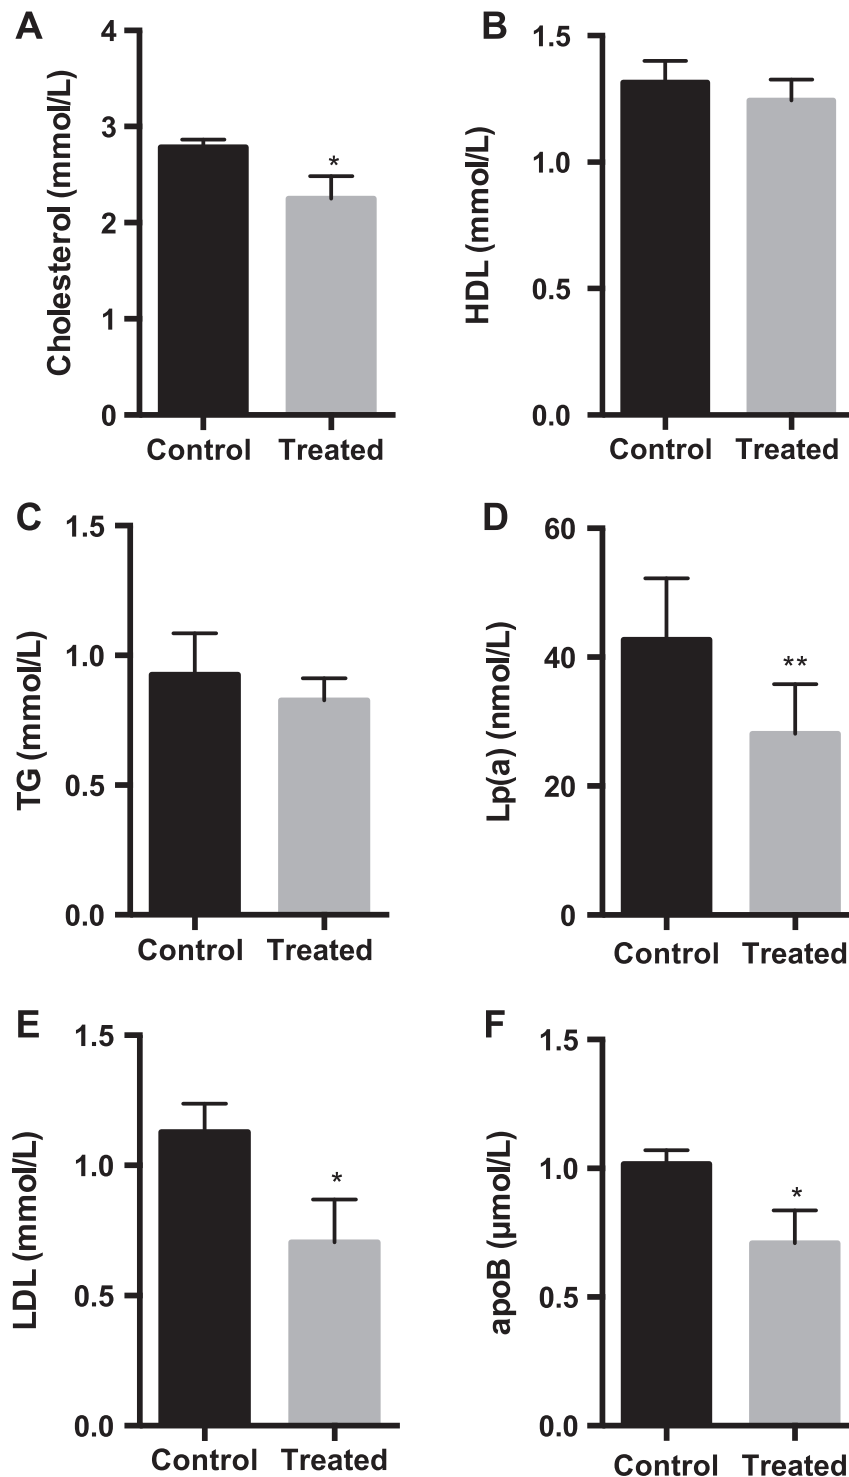 A
Cholesterol (mmol/L)
4
3
2
1
0
*
Control Treated
B
HDL (mmol/L)
1.5
1.0
0.5
0.0
Control Treated
C
TG (mmol/L)
1.5
1.0
0.5
0.0
Control Treated
D
Lp(a) (nmol/L)
60
40
20
0
**
Control Treated
E
LDL (mmol/L)
1.5
1.0
0.5
0.0
*
Control Treated
F
apoB (µmol/L)
1.5
1.0
0.5
0.0
*
Control Treated